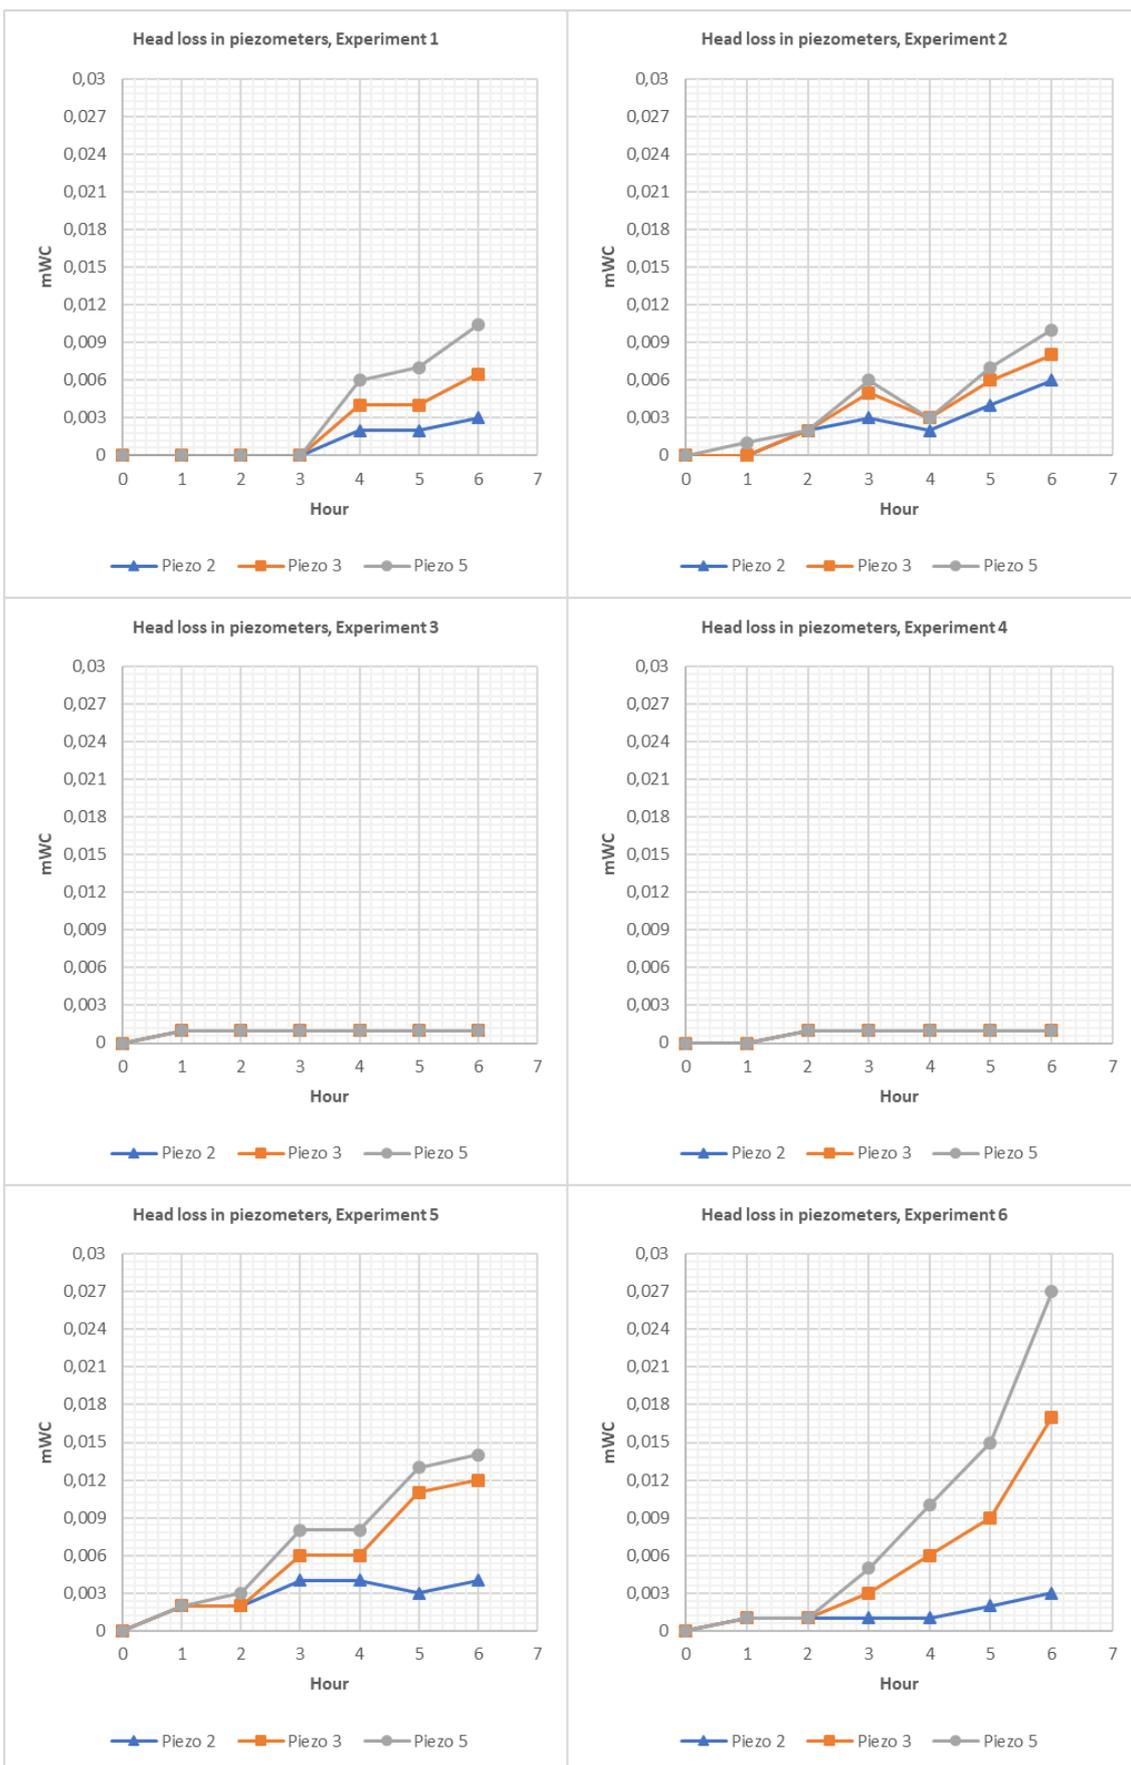 Head loss in piezometers, Experiment 1
0,03
0,027
0,024
0,021
0,018
0,015
0,012
0,009
0,006
0,003
0
mWC
0 1 2 3 4 5 6 7
Hour
Piezo 2 Piezo 3 Piezo 5
Head loss in piezometers, Experiment 2
0,03
0,027
0,024
0,021
0,018
0,015
0,012
0,009
0,006
0,003
0
mWC
0 1 2 3 4 5 6 7
Hour
Piezo 2 Piezo 3 Piezo 5
Head loss in piezometers, Experiment 3
0,03
0,027
0,024
0,021
0,018
0,015
0,012
0,009
0,006
0,003
0
mWC
0 1 2 3 4 5 6 7
Hour
Piezo 2 Piezo 3 Piezo 5
Head loss in piezometers, Experiment 4
0,03
0,027
0,024
0,021
0,018
0,015
0,012
0,009
0,006
0,003
0
mWC
0 1 2 3 4 5 6 7
Hour
Piezo 2 Piezo 3 Piezo 5
Head loss in piezometers, Experiment 5
0,03
0,027
0,024
0,021
0,018
0,015
0,012
0,009
0,006
0,003
0
mWC
0 1 2 3 4 5 6 7
Hour
Piezo 2 Piezo 3 Piezo 5
Head loss in piezometers, Experiment 6
0,03
0,027
0,024
0,021
0,018
0,015
0,012
0,009
0,006
0,003
0
mWC
0 1 2 3 4 5 6 7
Hour
Piezo 2 Piezo 3 Piezo 5